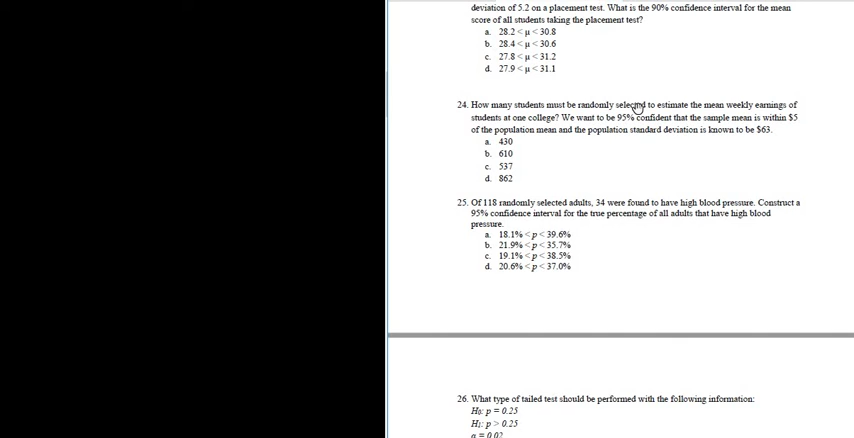 deviation of 5.2 on a placement test. What is the 90% confidence interval for the mean
score of all students taking the placement test?
a. 28.2 < μ < 30.8
b. 28.4 < μ < 30.6
c. 27.8 < μ < 31.2
d. 27.9 < μ < 31.1
24. How many students must be randomly selected to estimate the mean weekly earnings of
students at one college? We want to be 95% confident that the sample mean is within $5
of the population mean and the population standard deviation is known to be $63.
a. 430
b. 610
c. 537
d. 862
25. Of 118 randomly selected adults, 34 were found to have high blood pressure. Construct a
95% confidence interval for the true percentage of all adults that have high blood
pressure.
a. 18.1% < p < 39.6%
b. 21.9% < p < 35.7%
c. 19.1% < p < 38.5%
d. 20.6% < p < 37.0%
26. What type of tailed test should be performed with the following information:
H₀: p = 0.25
H₁: p > 0.25
α = 0.02